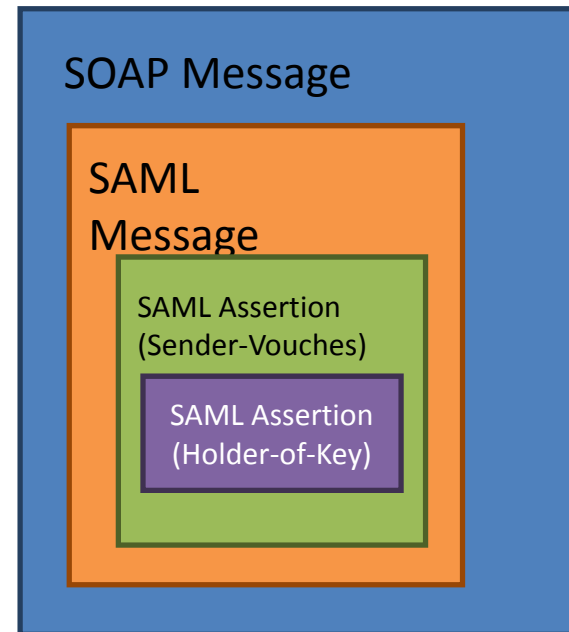 SOAP Message
SAML
Message
SAML Assertion
(Sender-Vouches)
SAML Assertion
(Holder-of-Key)